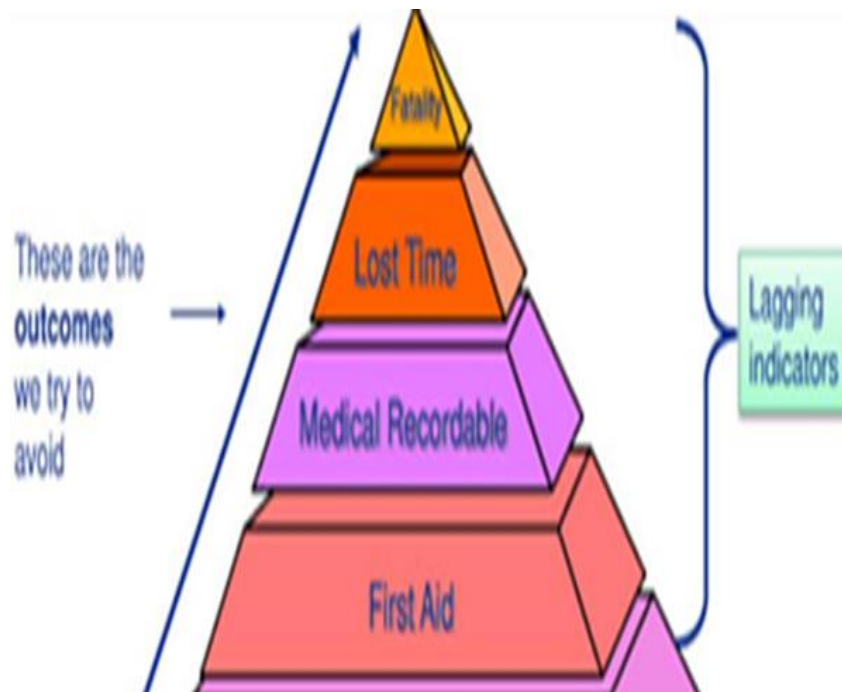 Fatality
Lost Time
These are the
outcomes
we try to
avoid
Lagging
indicators
Medical Recordable
First Aid